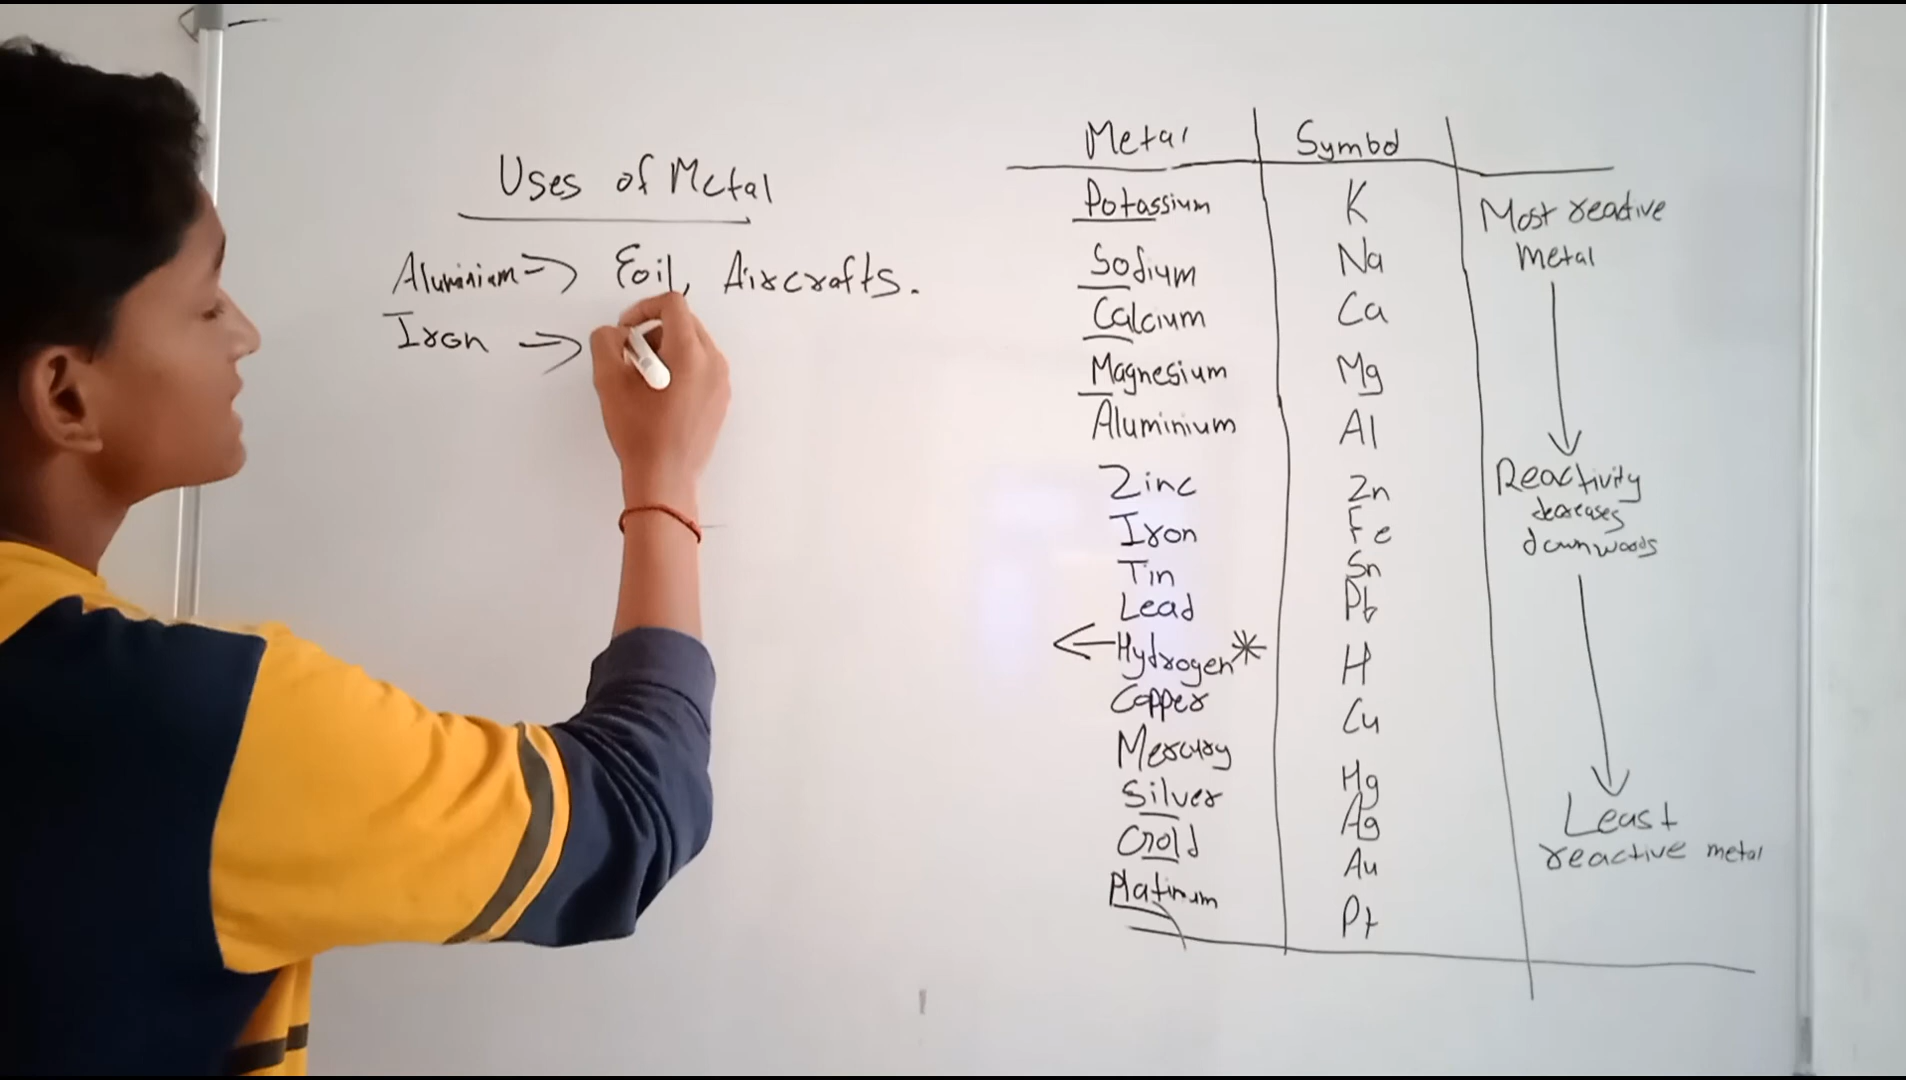 Uses of Metal
Aluminium → Foil, Aircrafts.
Iron →
Metal Symbol
Potassium K
Sodium Na
Calcium Ca
Magnesium Mg
Aluminium Al
Zinc Zn
Iron Fe
Tin Sn
Lead Pb
← Hydrogen* H
Copper Cu
Mercury Hg
Silver Ag
Gold Au
Platinum Pt
Most reactive
metal
Reactivity
decreases
downwoods
Least
reactive metal